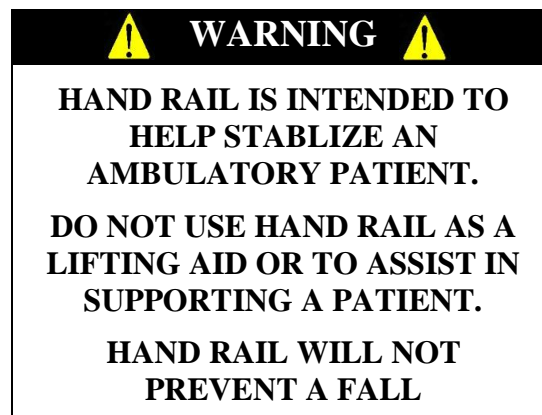 WARNING
HAND RAIL IS INTENDED TO
HELP STABLIZE AN
AMBULATORY PATIENT.
DO NOT USE HAND RAIL AS A
LIFTING AID OR TO ASSIST IN
SUPPORTING A PATIENT.
HAND RAIL WILL NOT
PREVENT A FALL